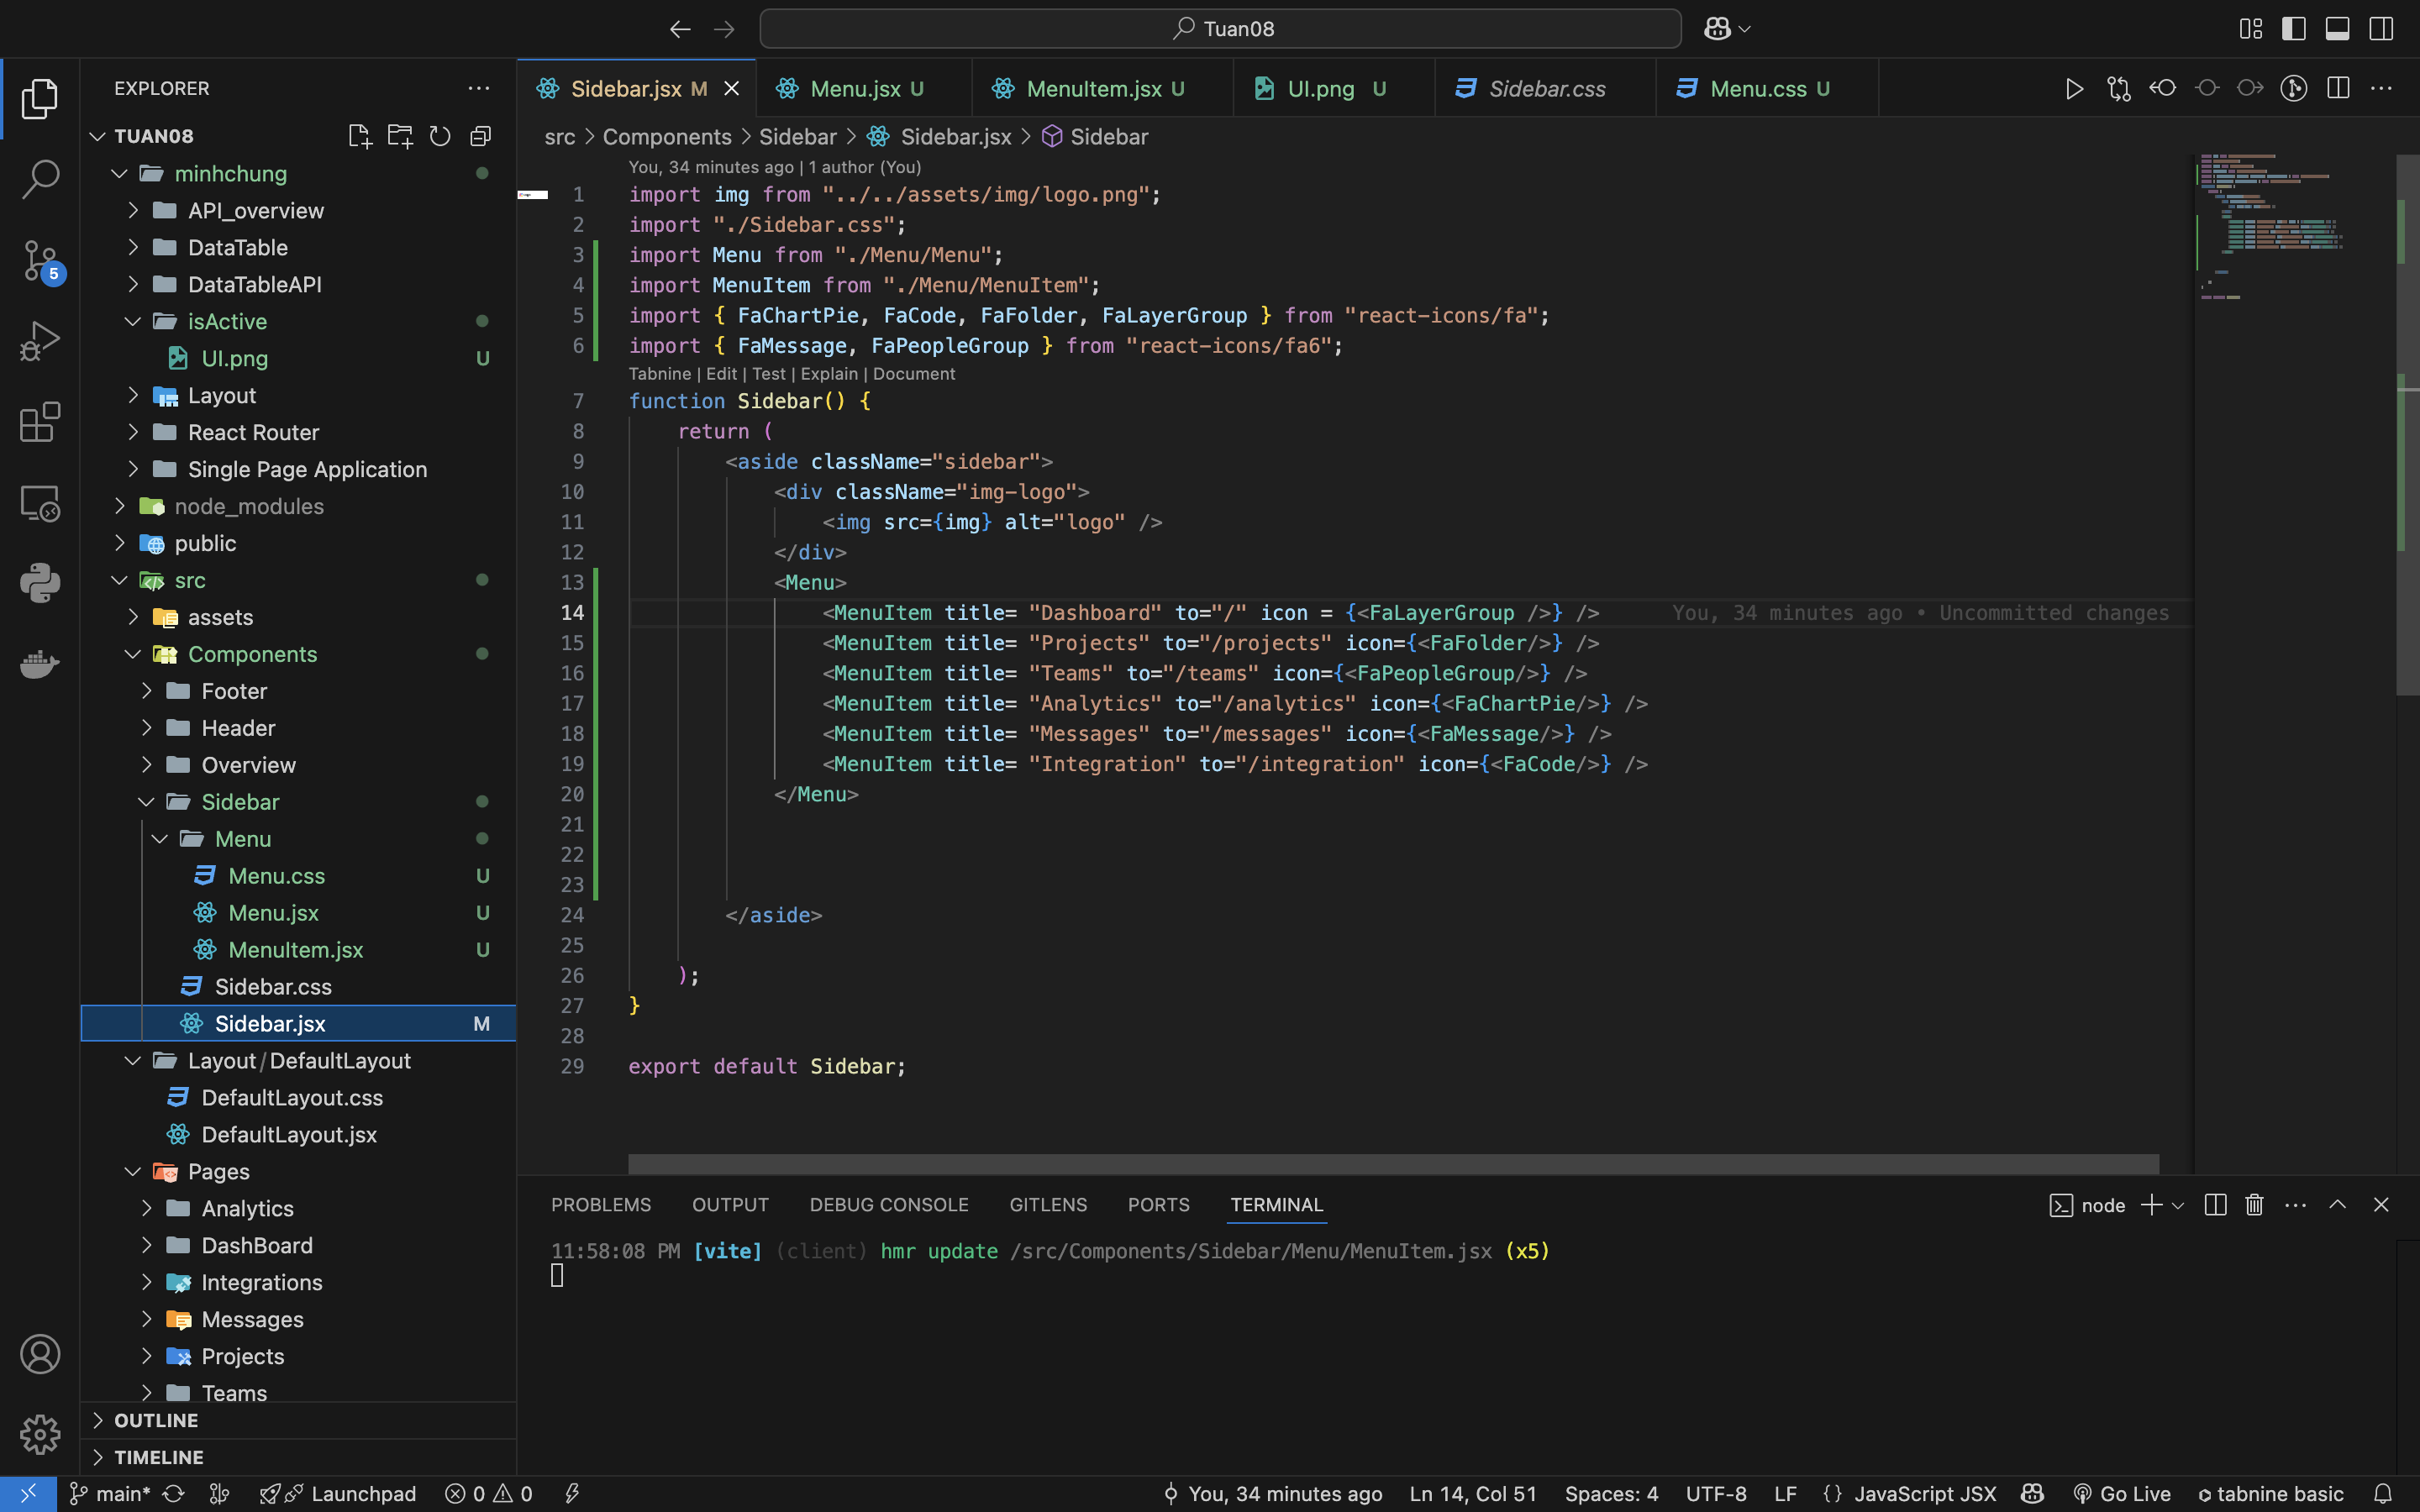 Tuan08
EXPLORER
TUAN08
minhchung
API_overview
DataTable
DataTableAPI
isActive
UI.png U
Layout
React Router
Single Page Application
node_modules
public
src
assets
Components
Footer
Header
Overview
Sidebar
Menu
Menu.css U
Menu.jsx U
MenuItem.jsx U
Sidebar.css
Sidebar.jsx M
Layout/DefaultLayout
DefaultLayout.css
DefaultLayout.jsx
Pages
Analytics
DashBoard
Integrations
Messages
Projects
Teams
OUTLINE
TIMELINE
5
Sidebar.jsx M
Menu.jsx U
MenuItem.jsx U
UI.png U
Sidebar.css
Menu.css U
src > Components > Sidebar > Sidebar.jsx > Sidebar
You, 34 minutes ago | 1 author (You)
1 import img from "../../assets/img/logo.png";
2 import "./Sidebar.css";
3 import Menu from "./Menu/Menu";
4 import MenuItem from "./Menu/MenuItem";
5 import { FaChartPie, FaCode, FaFolder, FaLayerGroup } from "react-icons/fa";
6 import { FaMessage, FaPeopleGroup } from "react-icons/fa6";
Tabnine | Edit | Test | Explain | Document
7 function Sidebar() {
8 return (
9 <aside className="sidebar">
10 <div className="img-logo">
11 <img src={img} alt="logo" />
12 </div>
13 <Menu>
14 <MenuItem title= "Dashboard" to="/" icon = {<FaLayerGroup />} /> You, 34 minutes ago • Uncommitted changes
15 <MenuItem title= "Projects" to="/projects" icon={<FaFolder/>} />
16 <MenuItem title= "Teams" to="/teams" icon={<FaPeopleGroup/>} />
17 <MenuItem title= "Analytics" to="/analytics" icon={<FaChartPie/>} />
18 <MenuItem title= "Messages" to="/messages" icon={<FaMessage/>} />
19 <MenuItem title= "Integration" to="/integration" icon={<FaCode/>} />
20 </Menu>
21
22
23
24 </aside>
25
26 );
27 }
28
29 export default Sidebar;
PROBLEMS OUTPUT DEBUG CONSOLE GITLENS PORTS TERMINAL
node
11:58:08 PM [vite] (client) hmr update /src/Components/Sidebar/Menu/MenuItem.jsx (x5)
main* Launchpad 0 0 You, 34 minutes ago Ln 14, Col 51 Spaces: 4 UTF-8 LF {} JavaScript JSX Go Live tabnine basic